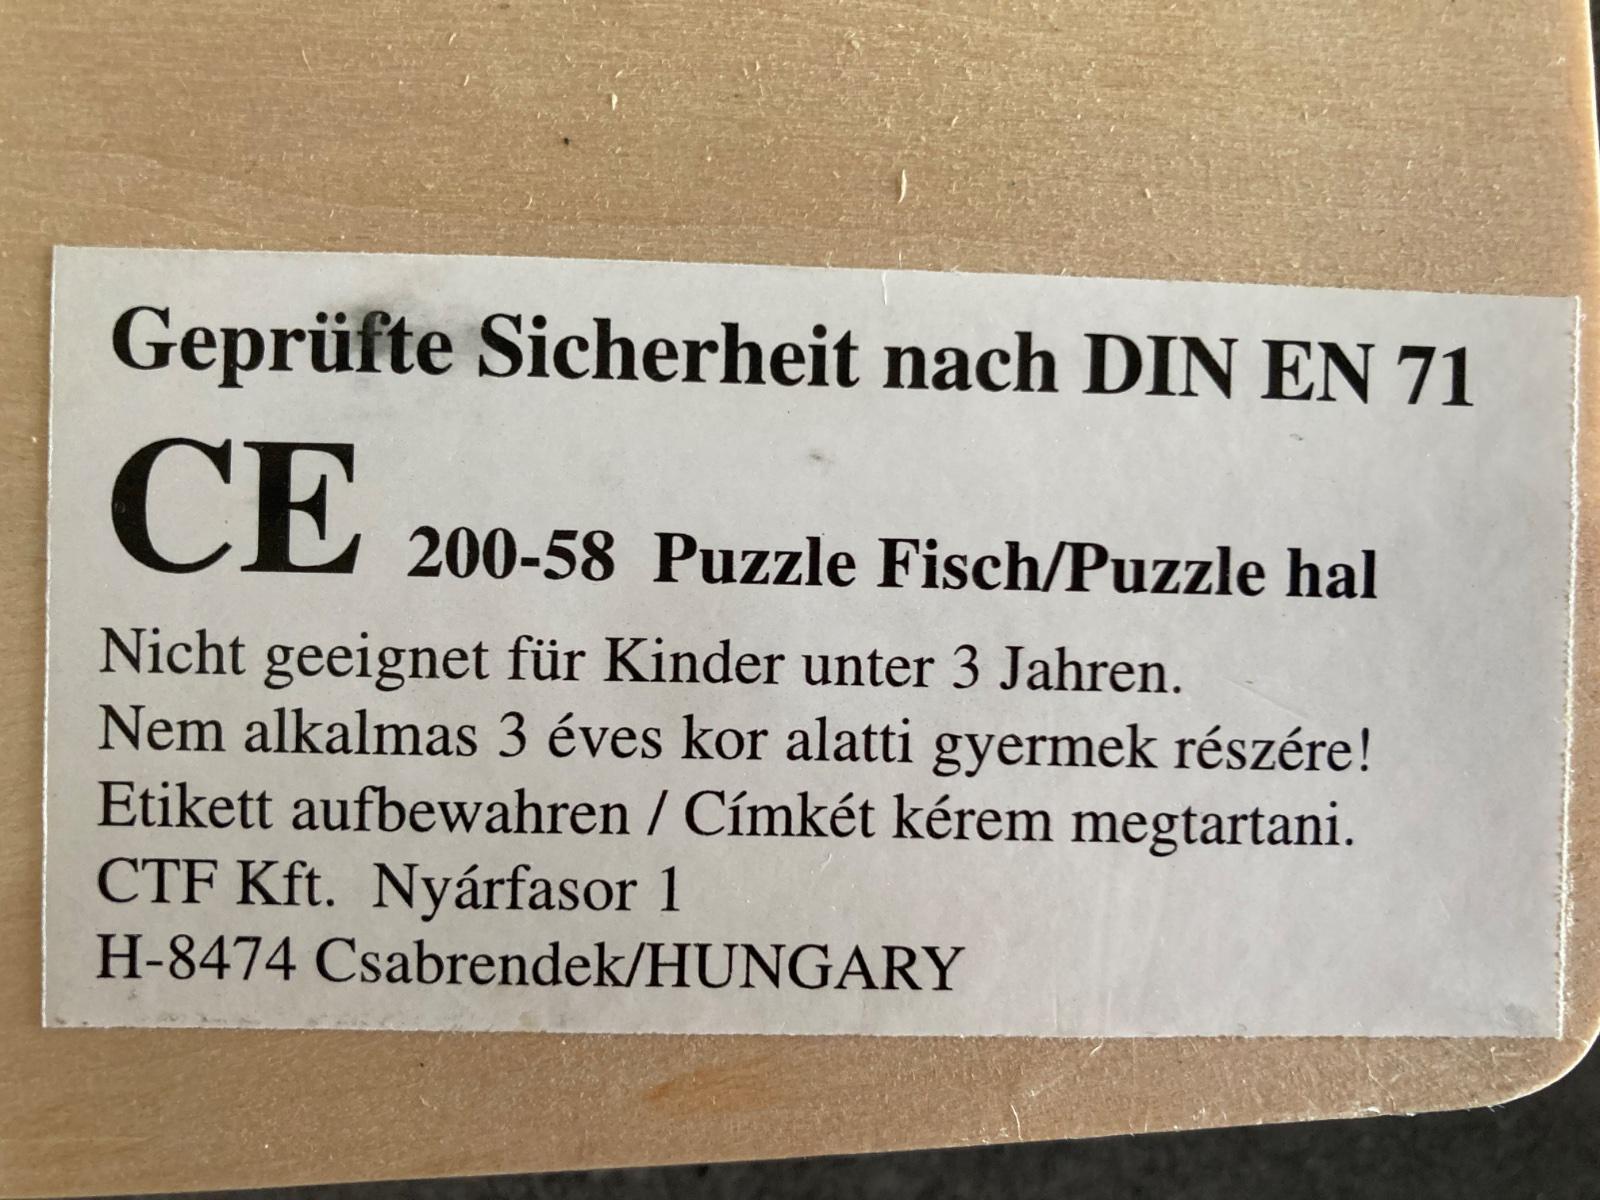 Geprüfte Sicherheit nach DIN EN 71
CE 200-58 Puzzle Fisch/Puzzle hal
Nicht geeignet für Kinder unter 3 Jahren.
Nem alkalmas 3 éves kor alatti gyermek részére!
Etikett aufbewahren / Címkét kérem megtartani.
CTF Kft. Nyárfasor 1
H-8474 Csabrendek/HUNGARY